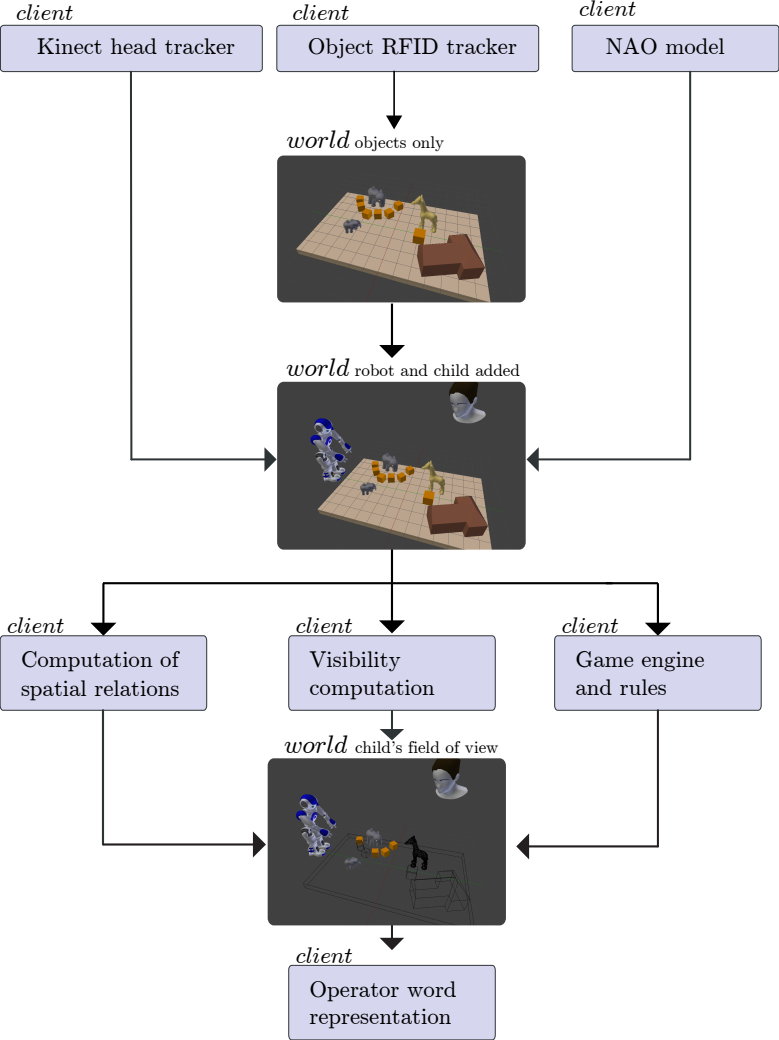 client
client
client
Kinect head tracker
Object RFID tracker
NAO model
world objects only
world robot and child added
client
client
client
Computation of
spatial relations
Visibility
computation
Game engine
and rules
world child's field of view
client
Operator word
representation